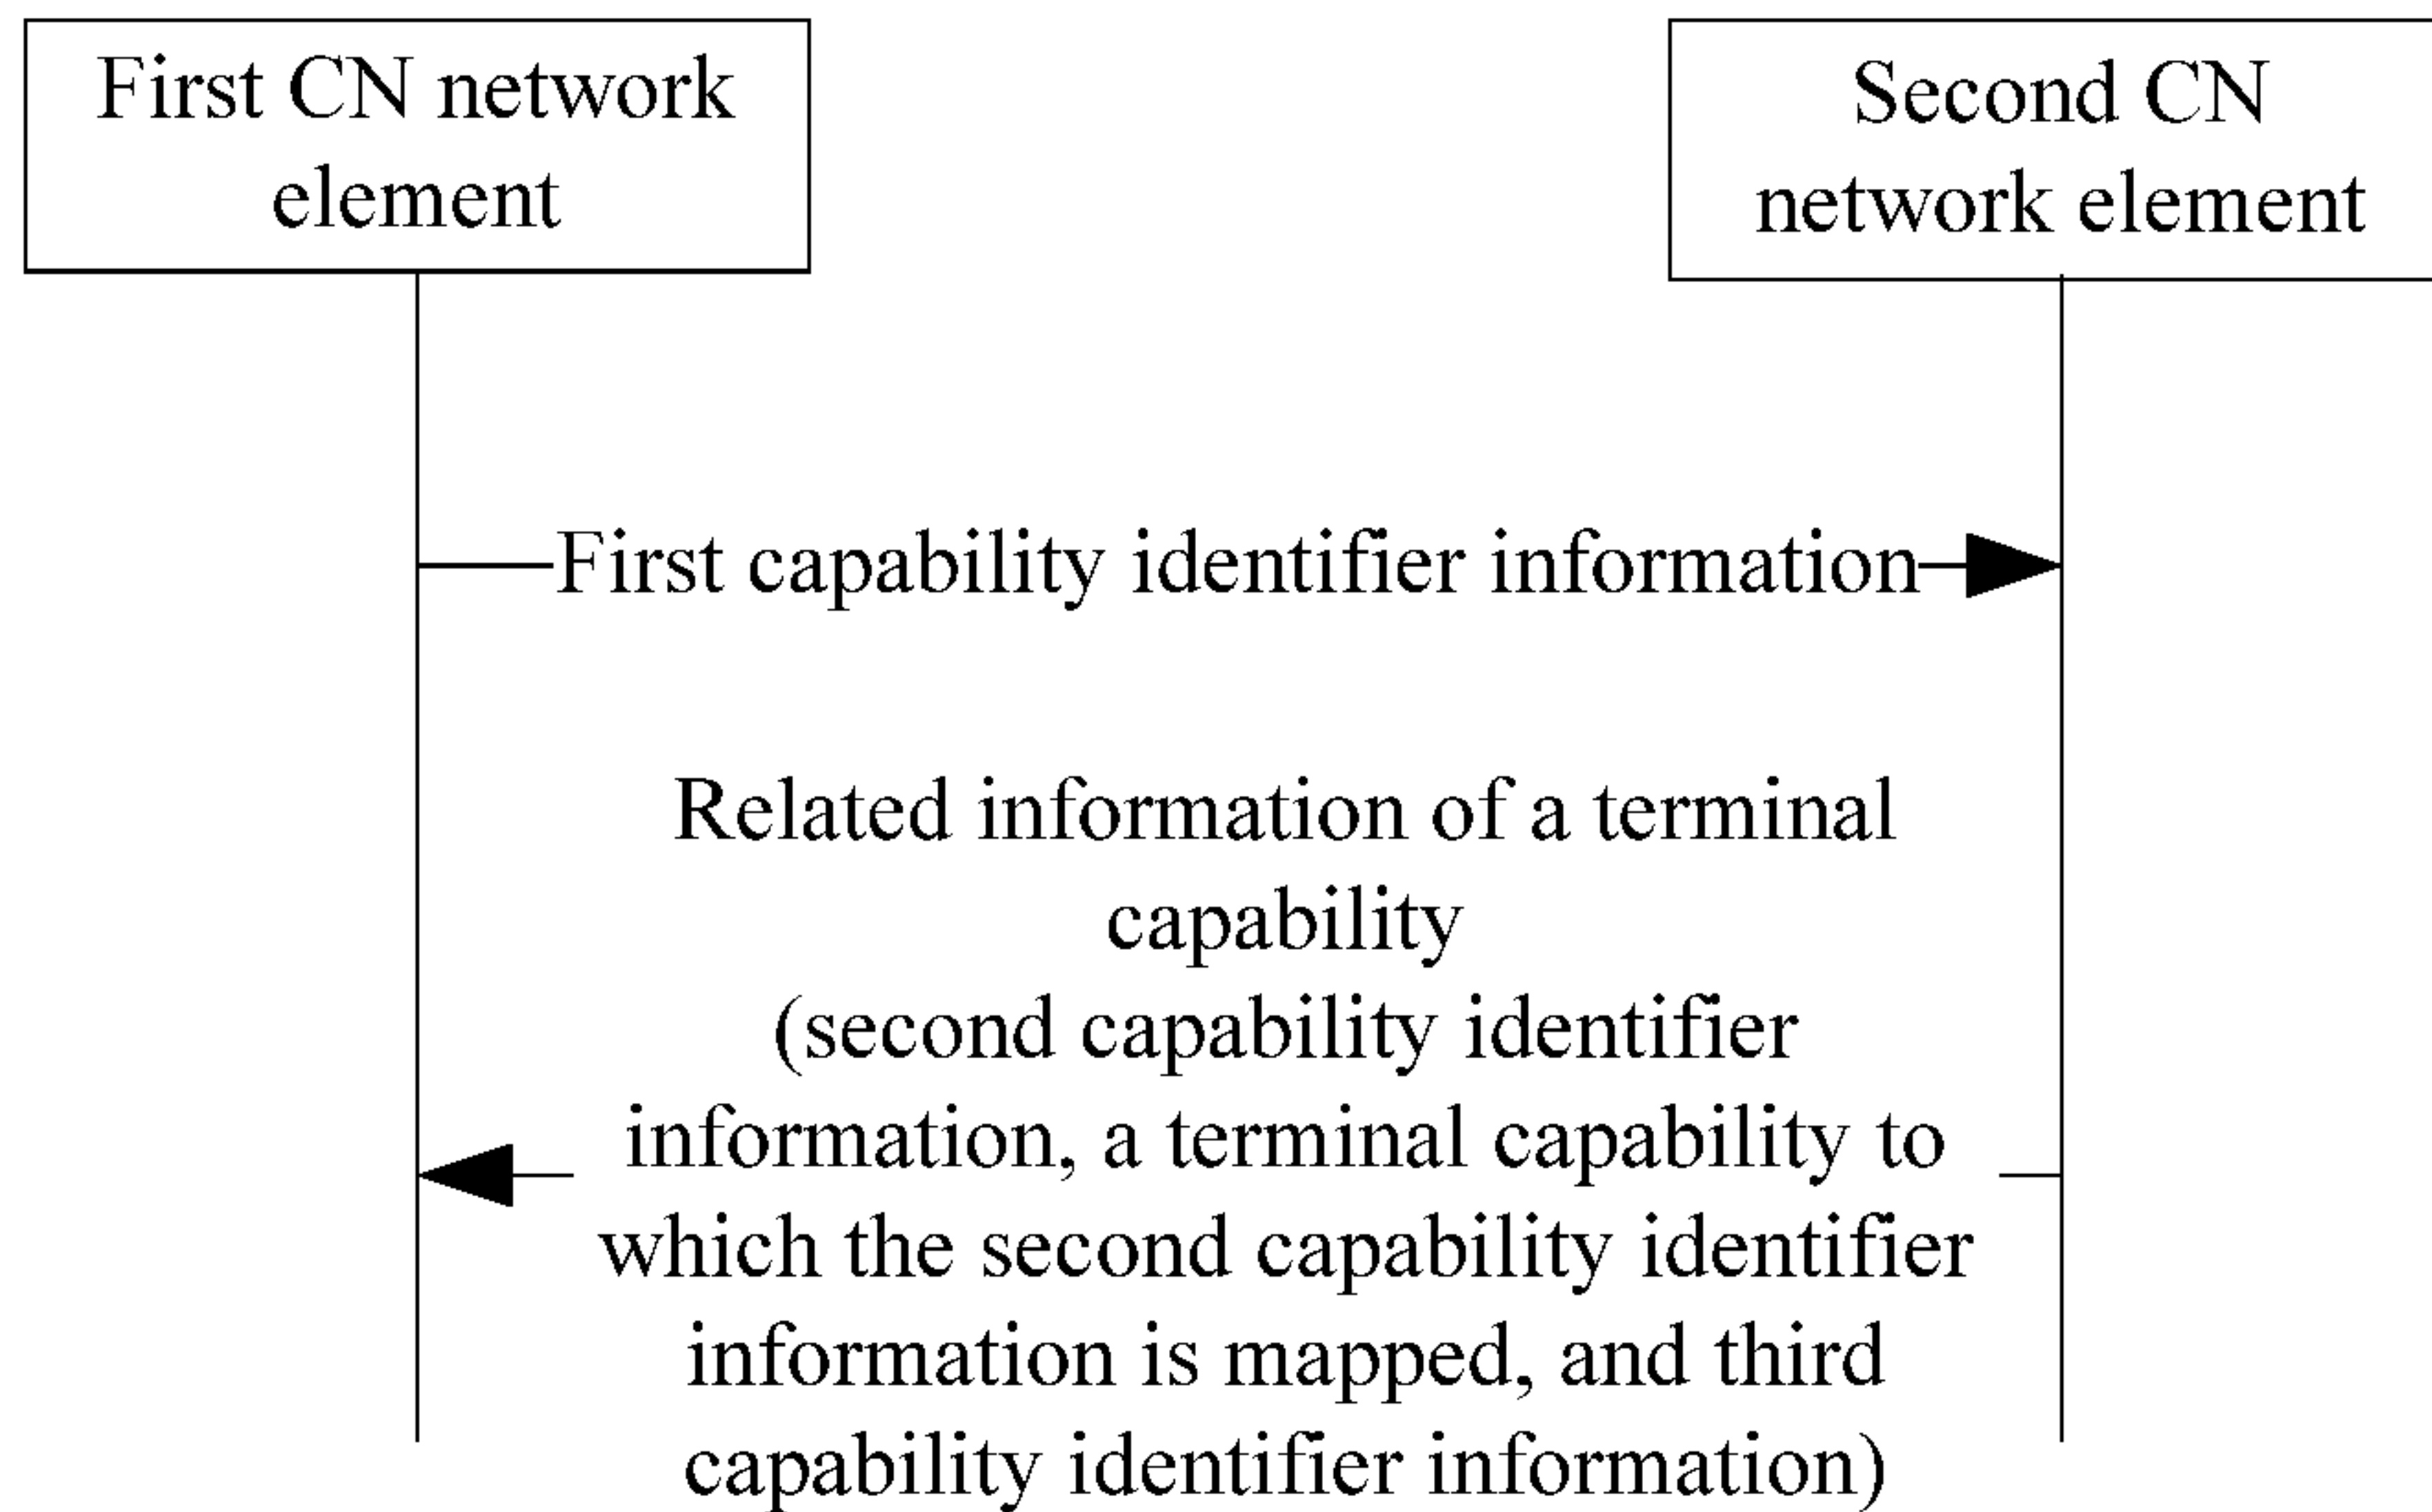 First CN network
element
Second CN
network element
First capability identifier information
Related information of a terminal
capability
(second capability identifier
information, a terminal capability to
which the second capability identifier
information is mapped, and third
capability identifier information)